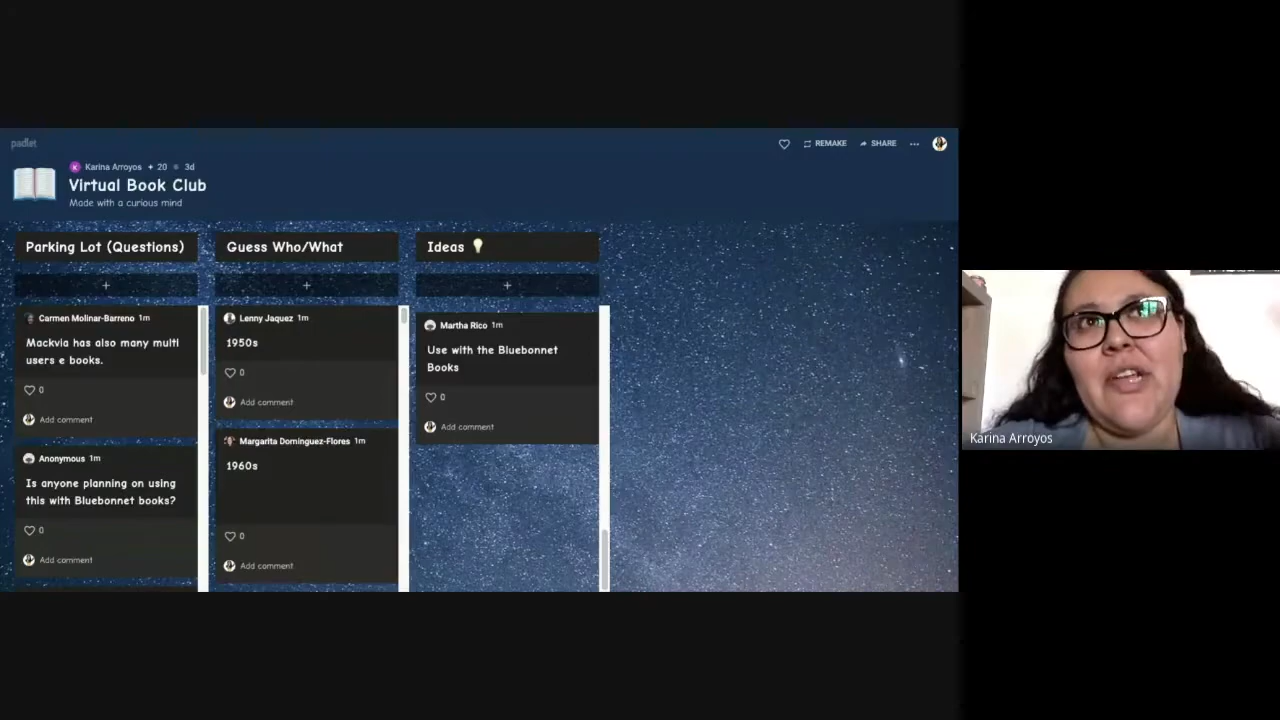 padlet
REMAKE
SHARE
Karina Arroyos + 20 3d
Virtual Book Club
Made with a curious mind
Parking Lot (Questions)
Carmen Molinar-Barreno 1m
Mackvia has also many multi
users e books.
0
Add comment
Anonymous 1m
Is anyone planning on using
this with Bluebonnet books?
0
Add comment
Guess Who/What
Lenny Jaquez 1m
1950s
0
Add comment
Margarita Dominguez-Flores 1m
1960s
0
Add comment
Ideas
Martha Rico 1m
Use with the Bluebonnet
Books
0
Add comment
Karina Arroyos